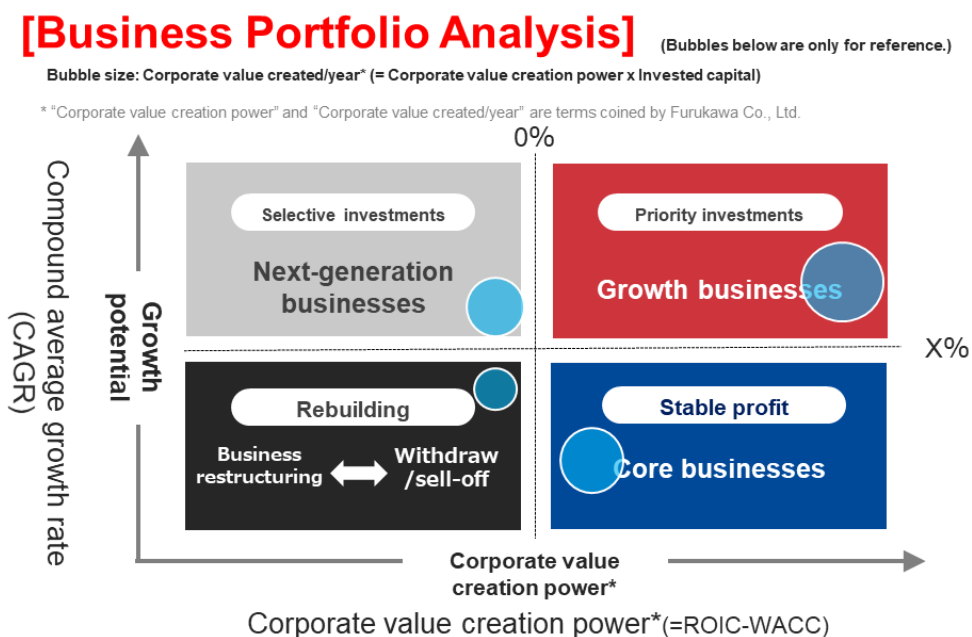 [Business Portfolio Analysis]
(Bubbles below are only for reference.)
Bubble size: Corporate value created/year* (= Corporate value creation power x Invested capital)
* “Corporate value creation power” and “Corporate value created/year” are terms coined by Furukawa Co., Ltd.
0%
Compound average growth rate
(CAGR)
Growth
potential
Selective investments
Next-generation
businesses
Priority investments
Growth businesses
X%
Rebuilding
Business
restructuring
Withdraw
/sell-off
Stable profit
Core businesses
Corporate value
creation power*
Corporate value creation power*(=ROIC-WACC)